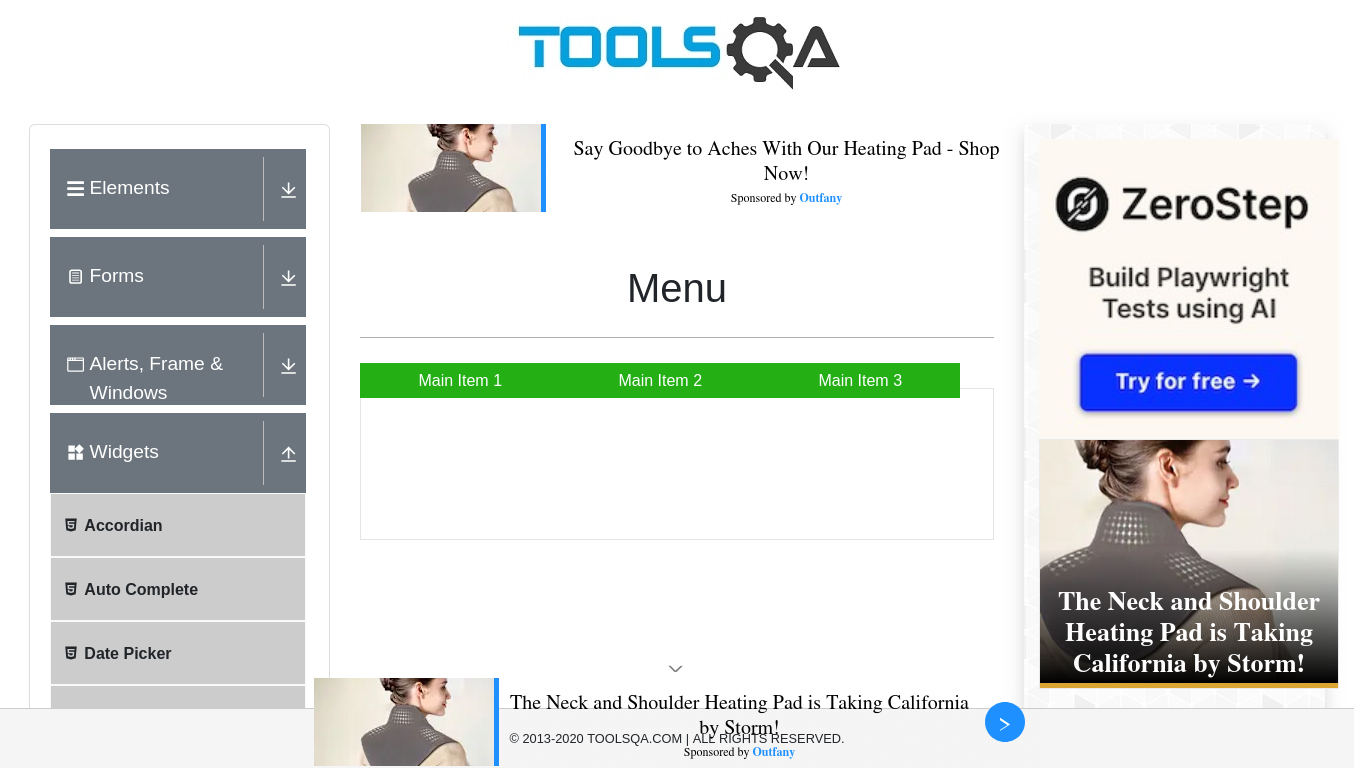 TOOLSQA
Elements
Forms
Alerts, Frame &
Windows
Widgets
Accordian
Auto Complete
Date Picker
Say Goodbye to Aches With Our Heating Pad - Shop
Now!
Sponsored by Outfany
Menu
Main Item 1
Main Item 2
Main Item 3
ZeroStep
Build Playwright
Tests using AI
Try for free →
The Neck and Shoulder
Heating Pad is Taking
California by Storm!
The Neck and Shoulder Heating Pad is Taking California
by Storm!
© 2013-2020 TOOLSQA.COM | ALL RIGHTS RESERVED.
Sponsored by Outfany